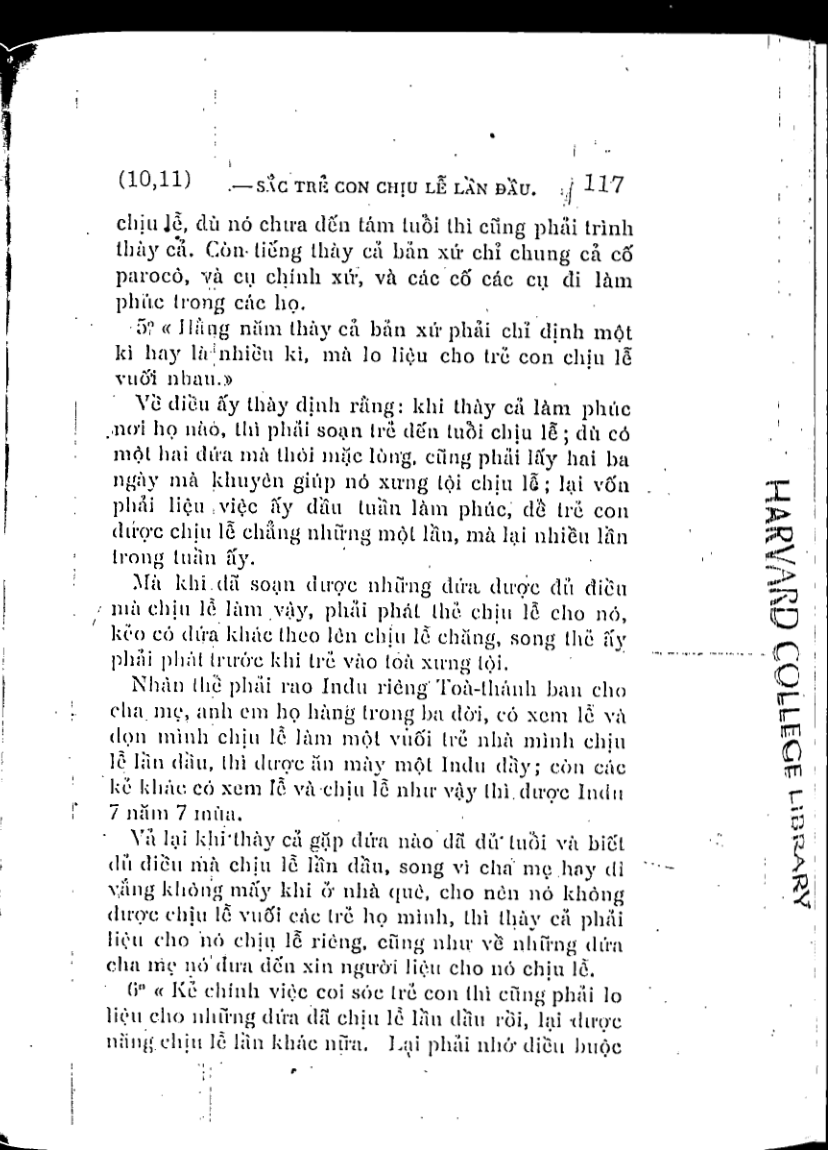 (10,11) — SẮC TRẺ CON CHỊU LỄ LẦN ĐẦU. 117
chịu lễ, dù nó chưa đến tám tuổi thì cũng phải trình
thày cả. Còn tiếng thày cả bản xứ chỉ chung cả cố
parocô, và cụ chính xứ, và các cố các cụ đi làm
phúc trong các họ.
5º « Hằng năm thày cả bản xứ phải chỉ định một
kì hay là nhiều kì, mà lo liệu cho trẻ con chịu lễ
vuối nhau.»
Về điều ấy thày định rằng: khi thày cả làm phúc
nơi họ nào, thì phải soạn trẻ đến tuổi chịu lễ; dù có
một hai đứa mà thôi mặc lòng, cũng phải lấy hai ba
ngày mà khuyên giúp nó xưng tội chịu lễ; lại vốn
phải liệu việc ấy đầu tuần làm phúc, để trẻ con
được chịu lễ chẳng những một lần, mà lại nhiều lần
trong tuần ấy.
Mà khi đã soạn được những đứa được đủ điều
mà chịu lễ làm vậy, phải phát thẻ chịu lễ cho nó,
kẻo có đứa khác theo lên chịu lễ chăng, song thẻ ấy
phải phát trước khi trẻ vào toà xưng tội.
Nhân thể phải rao Indu riêng Toà-thánh ban cho
cha mẹ, anh em họ hàng trong ba đời, có xem lễ và
dọn mình chịu lễ làm một vuối trẻ nhà mình chịu
lễ lần đầu, thì được ăn mày một Indu đầy; còn các
kẻ khác có xem lễ và chịu lễ như vậy thì được Indu
7 năm 7 mùa.
Vả lại khi thày cả gặp đứa nào đã đử tuổi và biết
đủ điều mà chịu lễ lần đầu, song vì cha mẹ hay đi
vắng không mấy khi ở nhà quê, cho nên nó không
được chịu lễ vuối các trẻ họ mình, thì thày cả phải
liệu cho nó chịu lễ riêng, cũng như về những đứa
cha mẹ nó đưa đến xin người liệu cho nó chịu lễ.
6º « Kẻ chính việc coi sóc trẻ con thì cũng phải lo
liệu cho những đứa đã chịu lễ lần đầu rồi, lại được
năng chịu lễ lần khác nữa. Lại phải nhớ điều buộc
HARVARD COLLEGE LIBRARY